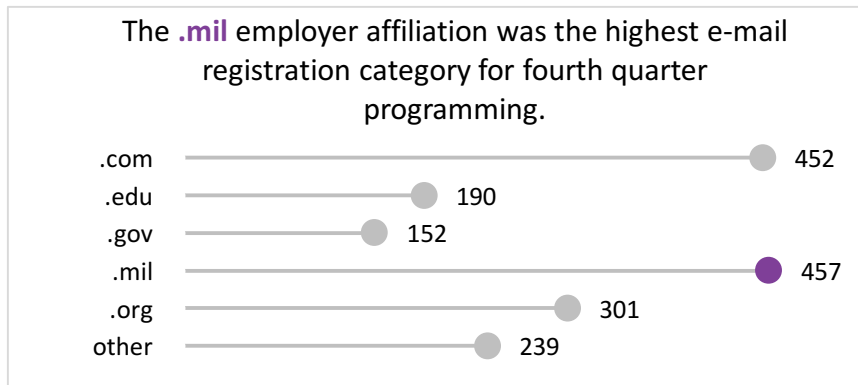 The .mil employer affiliation was the highest e-mail
registration category for fourth quarter
programming.
.com 452
.edu 190
.gov 152
.mil 457
.org 301
other 239